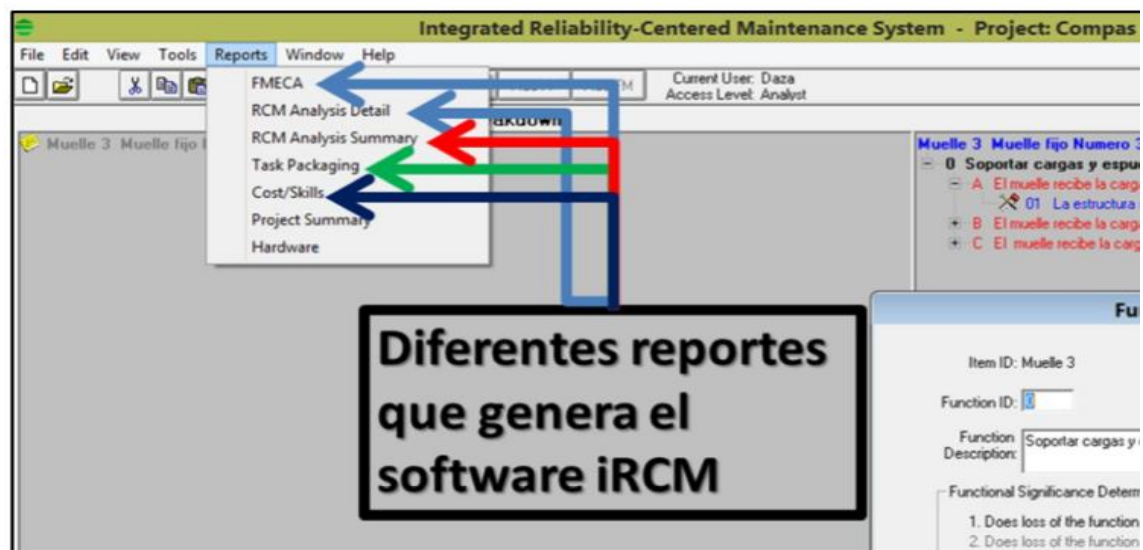 Integrated Reliability-Centered Maintenance System - Project: Compas
File Edit View Tools Reports Window Help
Current User: Daza
Access Level: Analyst
FMECA
RCM Analysis Detail
RCM Analysis Summary
Task Packaging
Cost/Skills
Project Summary
Hardware
Muelle 3 Muelle fijo
Muelle 3 Muelle fijo Numero 3
0 Soportar cargas y espu
A El muelle recibe la carg
01 La estructura
B El muelle recibe la carg
C El muelle recibe la carg
Diferentes reportes
que genera el
software iRCM
Fu
Item ID: Muelle 3
Function ID: 0
Function
Description:
Soportar cargas y
Functional Significance Determ
1. Does loss of the function
2. Does loss of the function